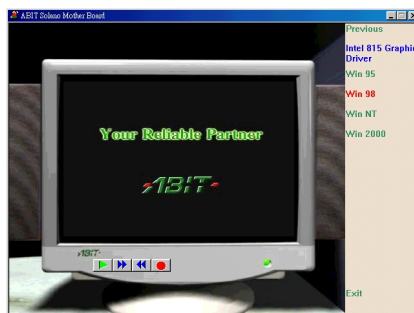 ABIT Solano Mother Board
Previous
Intel 815 Graphic
Driver
Win 95
Win 98
Win NT
Win 2000
Your Reliable Partner
ABIT
ABIT
Exit